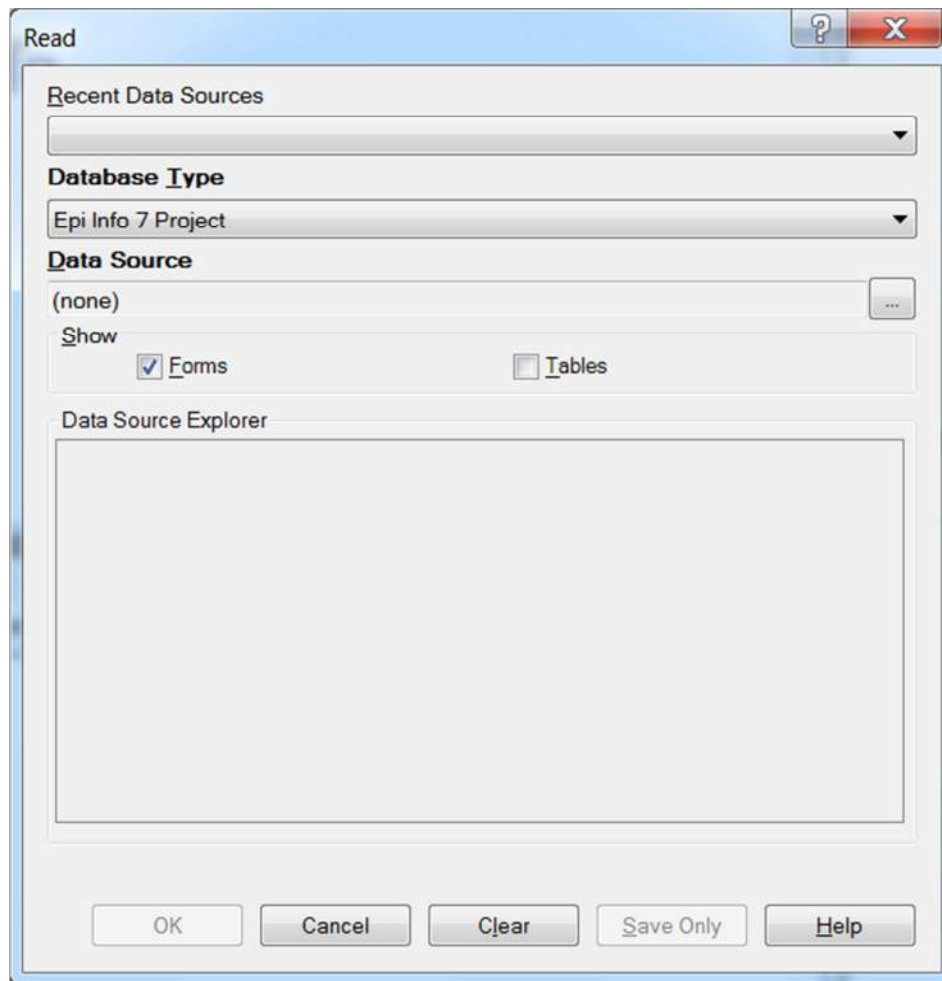 Read
Recent Data Sources
Database Type
Epi Info 7 Project
Data Source
(none) ...
Show
Forms Tables
Data Source Explorer
OK Cancel Clear Save Only Help